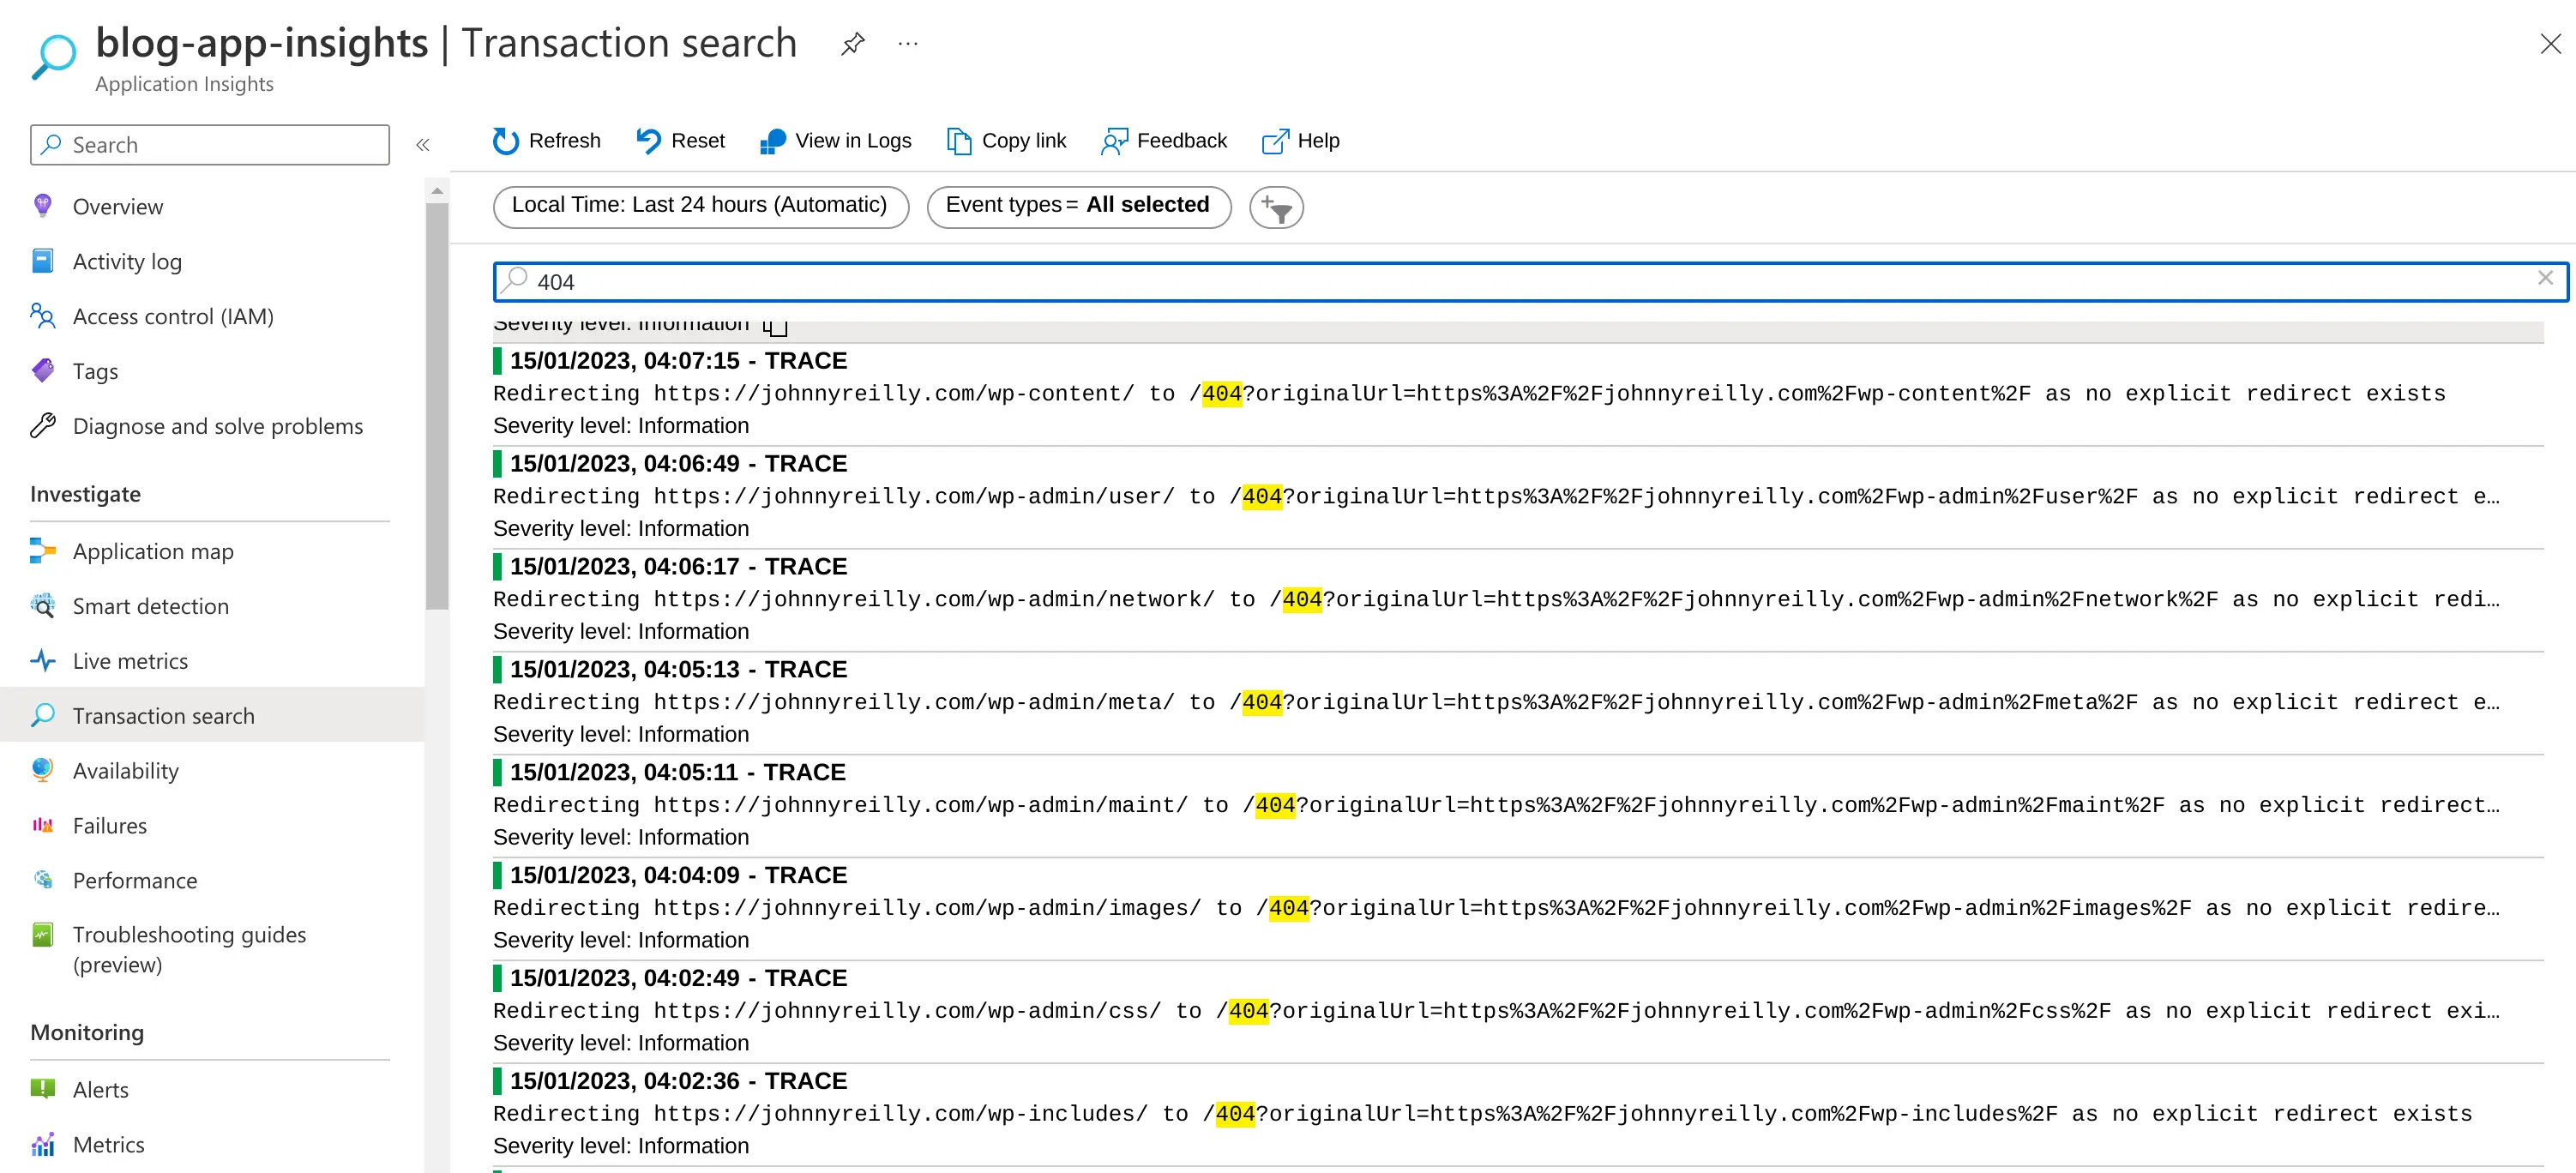 blog-app-insights | Transaction search
Application Insights
Search
Overview
Activity log
Access control (IAM)
Tags
Diagnose and solve problems
Investigate
Application map
Smart detection
Live metrics
Transaction search
Availability
Failures
Performance
Troubleshooting guides
(preview)
Monitoring
Alerts
Metrics
Refresh Reset View in Logs Copy link Feedback Help
Local Time: Last 24 hours (Automatic) Event types = All selected
404
Severity level: Information
15/01/2023, 04:07:15 - TRACE
Redirecting https://johnnyreilly.com/wp-content/ to /404?originalUrl=https%3A%2F%2Fjohnnyreilly.com%2Fwp-content%2F as no explicit redirect exists
Severity level: Information
15/01/2023, 04:06:49 - TRACE
Redirecting https://johnnyreilly.com/wp-admin/user/ to /404?originalUrl=https%3A%2F%2Fjohnnyreilly.com%2Fwp-admin%2Fuser%2F as no explicit redirect e…
Severity level: Information
15/01/2023, 04:06:17 - TRACE
Redirecting https://johnnyreilly.com/wp-admin/network/ to /404?originalUrl=https%3A%2F%2Fjohnnyreilly.com%2Fwp-admin%2Fnetwork%2F as no explicit redi…
Severity level: Information
15/01/2023, 04:05:13 - TRACE
Redirecting https://johnnyreilly.com/wp-admin/meta/ to /404?originalUrl=https%3A%2F%2Fjohnnyreilly.com%2Fwp-admin%2Fmeta%2F as no explicit redirect e…
Severity level: Information
15/01/2023, 04:05:11 - TRACE
Redirecting https://johnnyreilly.com/wp-admin/maint/ to /404?originalUrl=https%3A%2F%2Fjohnnyreilly.com%2Fwp-admin%2Fmaint%2F as no explicit redirect…
Severity level: Information
15/01/2023, 04:04:09 - TRACE
Redirecting https://johnnyreilly.com/wp-admin/images/ to /404?originalUrl=https%3A%2F%2Fjohnnyreilly.com%2Fwp-admin%2Fimages%2F as no explicit redire…
Severity level: Information
15/01/2023, 04:02:49 - TRACE
Redirecting https://johnnyreilly.com/wp-admin/css/ to /404?originalUrl=https%3A%2F%2Fjohnnyreilly.com%2Fwp-admin%2Fcss%2F as no explicit redirect exi…
Severity level: Information
15/01/2023, 04:02:36 - TRACE
Redirecting https://johnnyreilly.com/wp-includes/ to /404?originalUrl=https%3A%2F%2Fjohnnyreilly.com%2Fwp-includes%2F as no explicit redirect exists
Severity level: Information